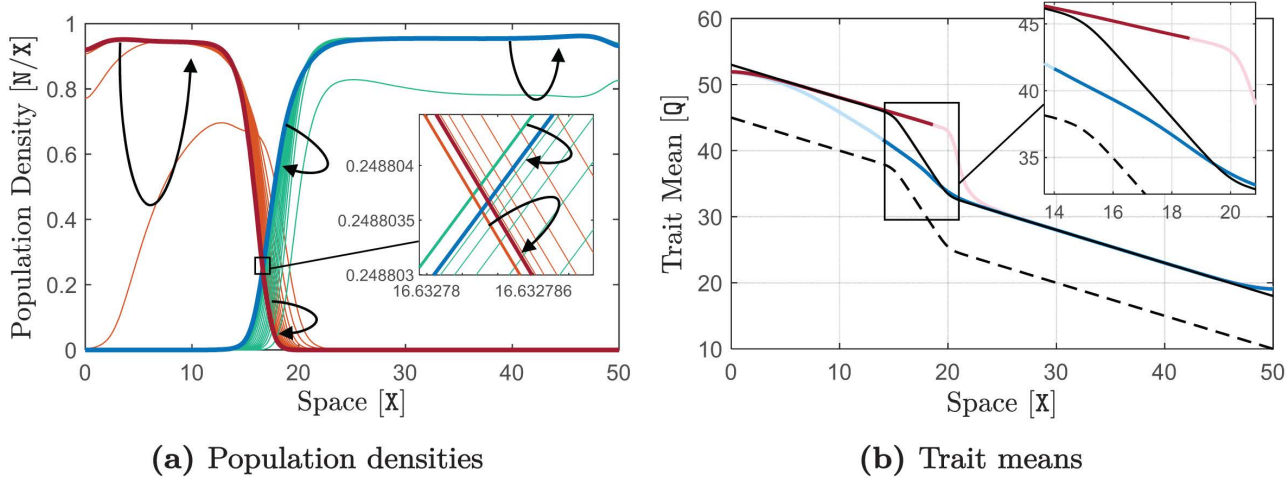 Population Density [N/X]
1
0.8
0.6
0.4
0.2
0
0 10 20 30 40 50
Space [X]
0.248804
0.2488035
0.248803
16.632778 16.632786
(a) Population densities
Trait Mean [Q]
60
50
40
30
20
10
0 10 20 30 40 50
Space [X]
45
40
35
14 16 18 20
(b) Trait means